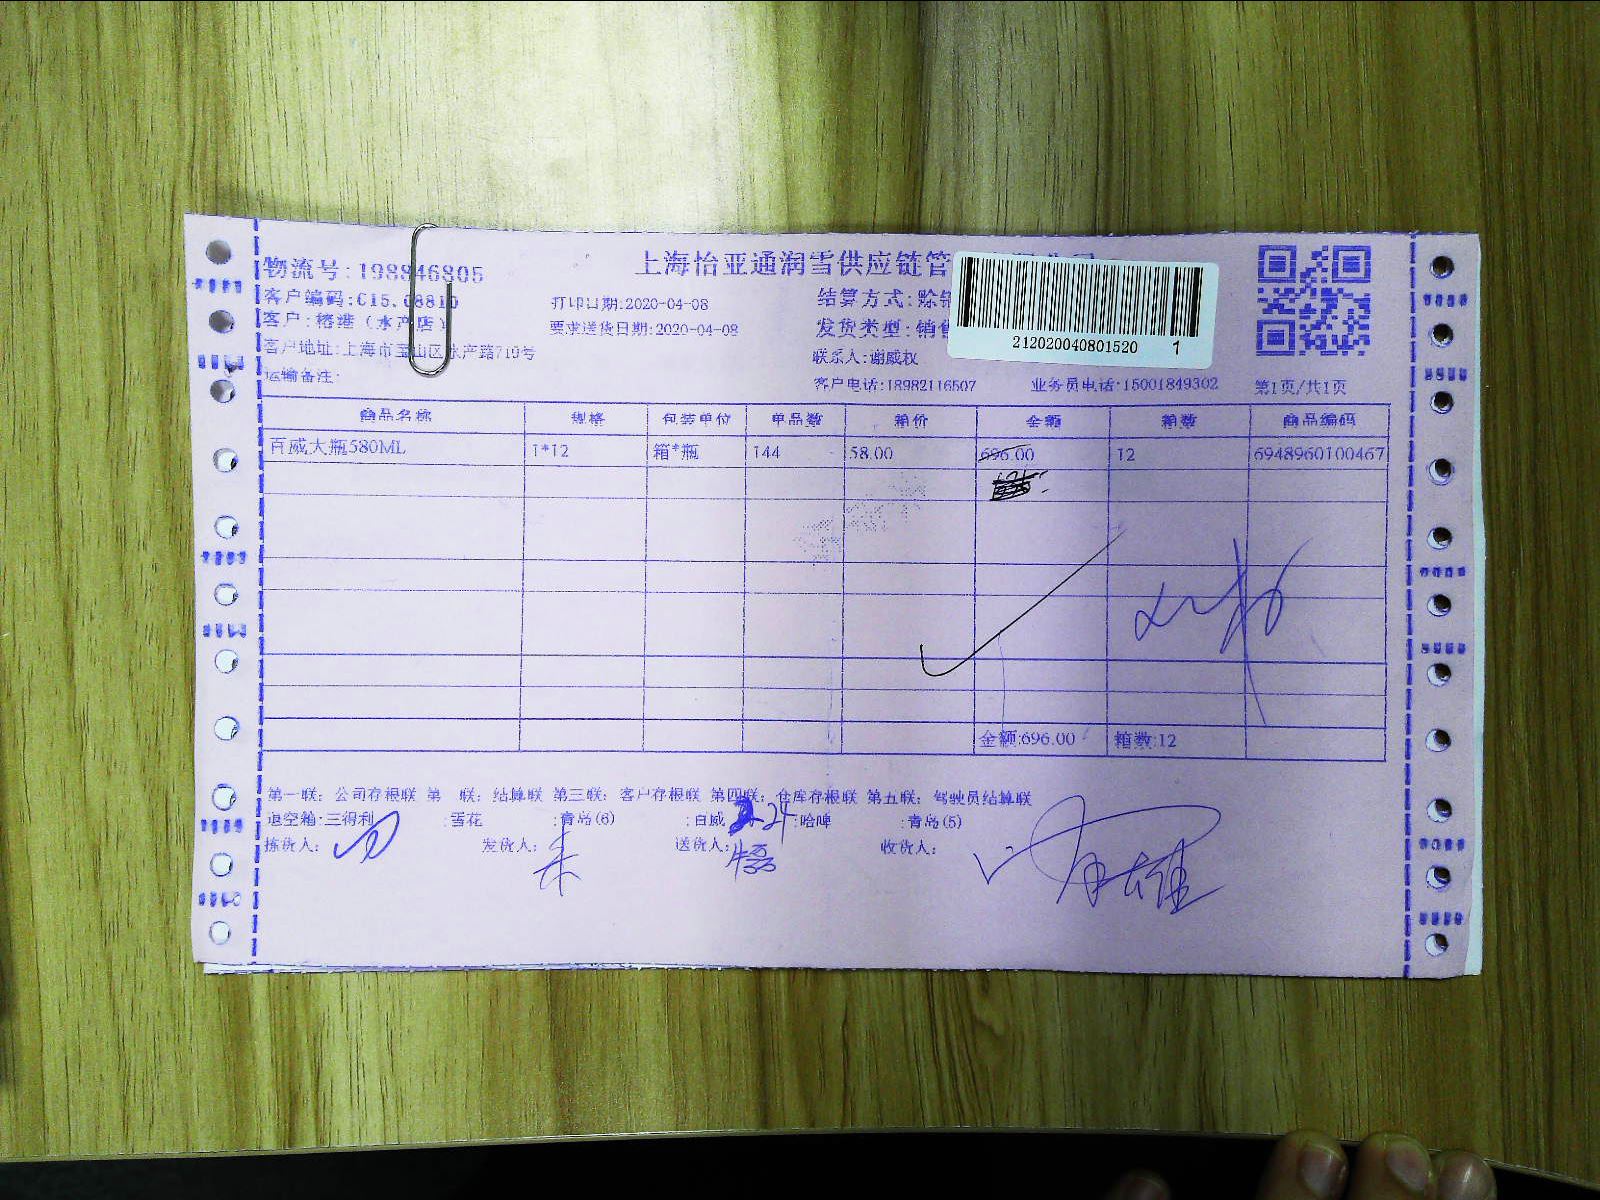 物流号:198846805
上海怡亚通润雪供应链管
客户编码:C15.08810
打印日期:2020-04-08
结算方式:赊销
客户:榕港（水产店）
要求送货日期:2020-04-08
发货类型:销售
212020040801520 1
客户地址:上海市宝山区水产路719号
联系人:谢威权
运输备注:
客户电话:18982116507
业务员电话:15001849302
第1页/共1页
商品名称 规格 包装单位 单品数 箱价 金额 箱数 商品编码
百威大瓶580ML 1*12 箱*瓶 144 58.00 696.00 12 6948960100467
金额:696.00 箱数:12
第一联：公司存根联 第 联：结算联 第三联：客户存根联 第四联：仓库存根联 第五联：驾驶员结算联
退空箱:三得利 :雪花 :青岛(6) :百威 24 :哈啤 :青岛(5)
拣货人: 发货人: 送货人: 收货人: